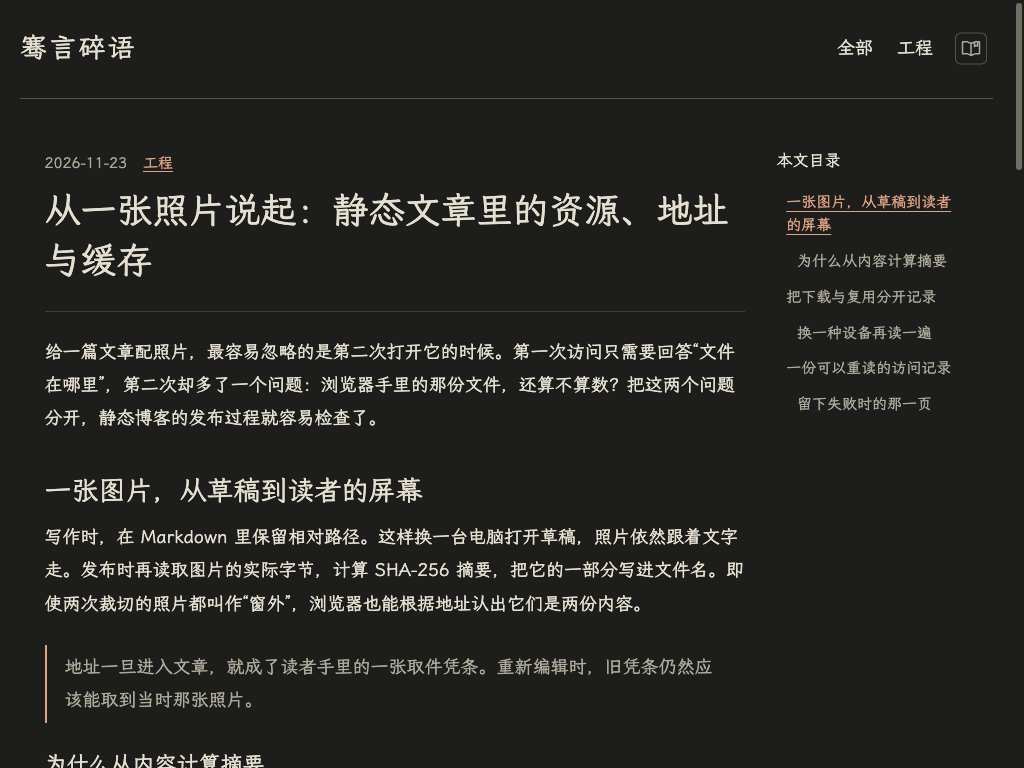 骞言碎语
全部 工程
2026-11-23 工程
从一张照片说起：静态文章里的资源、地址
与缓存
给一篇文章配照片，最容易忽略的是第二次打开它的时候。第一次访问只需要回答“文件
在哪里”，第二次却多了一个问题：浏览器手里的那份文件，还算不算数？把这两个问题
分开，静态博客的发布过程就容易检查了。
一张图片，从草稿到读者的屏幕
写作时，在 Markdown 里保留相对路径。这样换一台电脑打开草稿，照片依然跟着文字
走。发布时再读取图片的实际字节，计算 SHA-256 摘要，把它的一部分写进文件名。即
使两次裁切的照片都叫作“窗外”，浏览器也能根据地址认出它们是两份内容。
地址一旦进入文章，就成了读者手里的一张取件凭条。重新编辑时，旧凭条仍然应
该能取到当时那张照片。
为什么从内容计算摘要
本文目录
一张图片，从草稿到读者
的屏幕
为什么从内容计算摘要
把下载与复用分开记录
换一种设备再读一遍
一份可以重读的访问记录
留下失败时的那一页